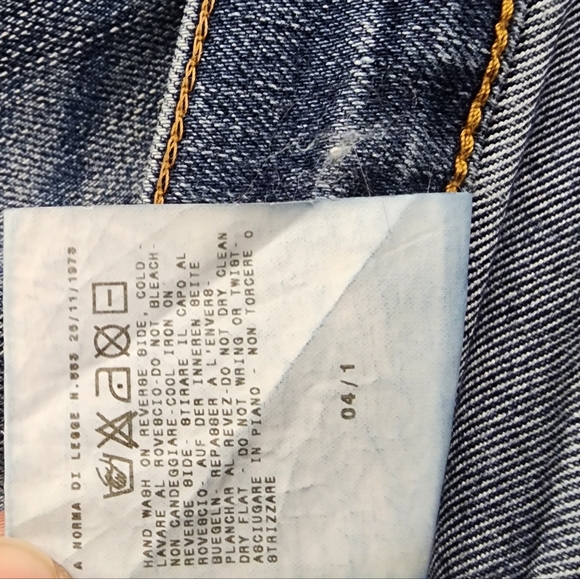 A NORMA DI LEGGE N.883 26/11/1973
HAND WASH ON REVERSE SIDE, COLD.-
LAVARE AL ROVESCIO-DO NOT BLEACH-
NON CANDEGGIARE-COOL IRON ON
REVERSE SIDE- STIRARE IL CAPO AL
ROVESCIO- AUF DER INNEREN SEITE
BUEGELN- REPASSER A L'ENVERS-
PLANCHAR AL REVEZ-DO NOT DRY CLEAN
DRY FLAT - DO NOT WRING OR TWIST-
ASCIUGARE IN PIANO - NON TORCERE O
STRIZZARE
04/1